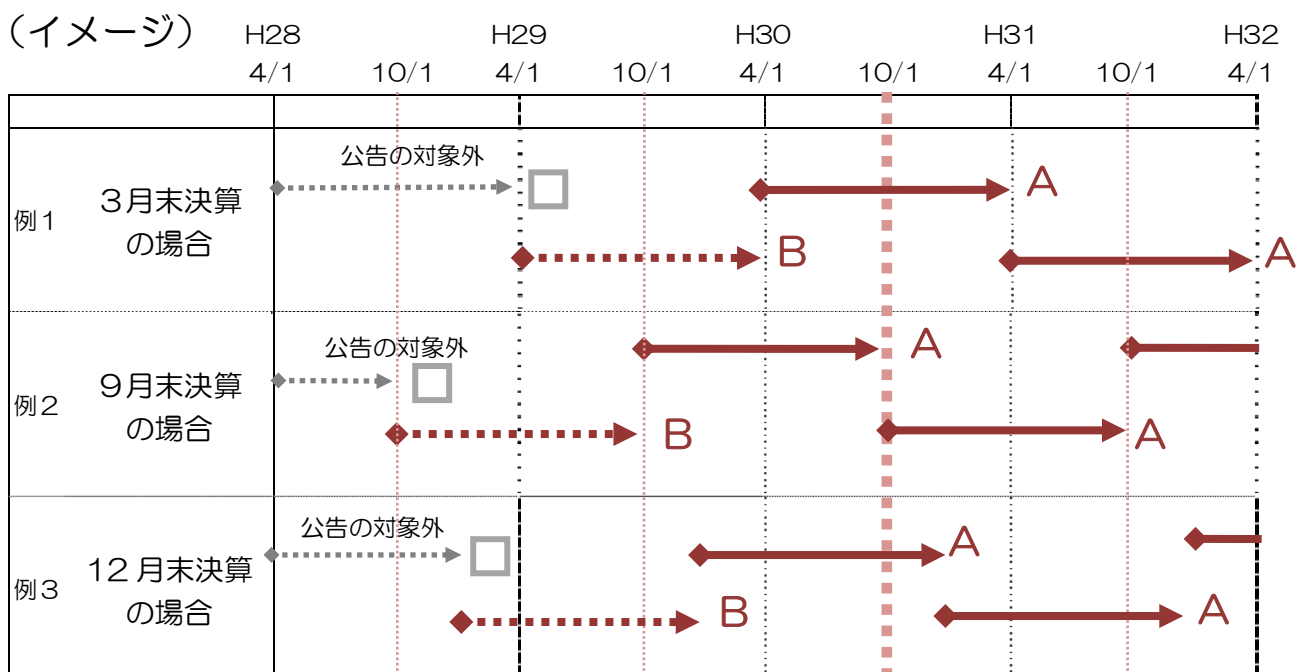 （イメージ）
H28 H29 H30 H31 H32
4/1 10/1 4/1 10/1 4/1 10/1 4/1 10/1 4/1
公告の対象外
例１ ３月末決算
の場合
A
B
A
公告の対象外
例２ ９月末決算
の場合
A
B
A
公告の対象外
例３ 12月末決算
の場合
A
B
A